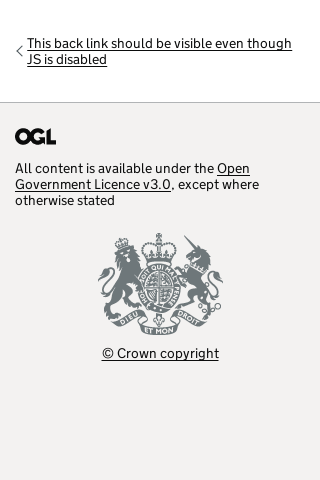 This back link should be visible even though
JS is disabled
OGL
All content is available under the Open
Government Licence v3.0, except where
otherwise stated
DIEU ET MON DROIT
© Crown copyright